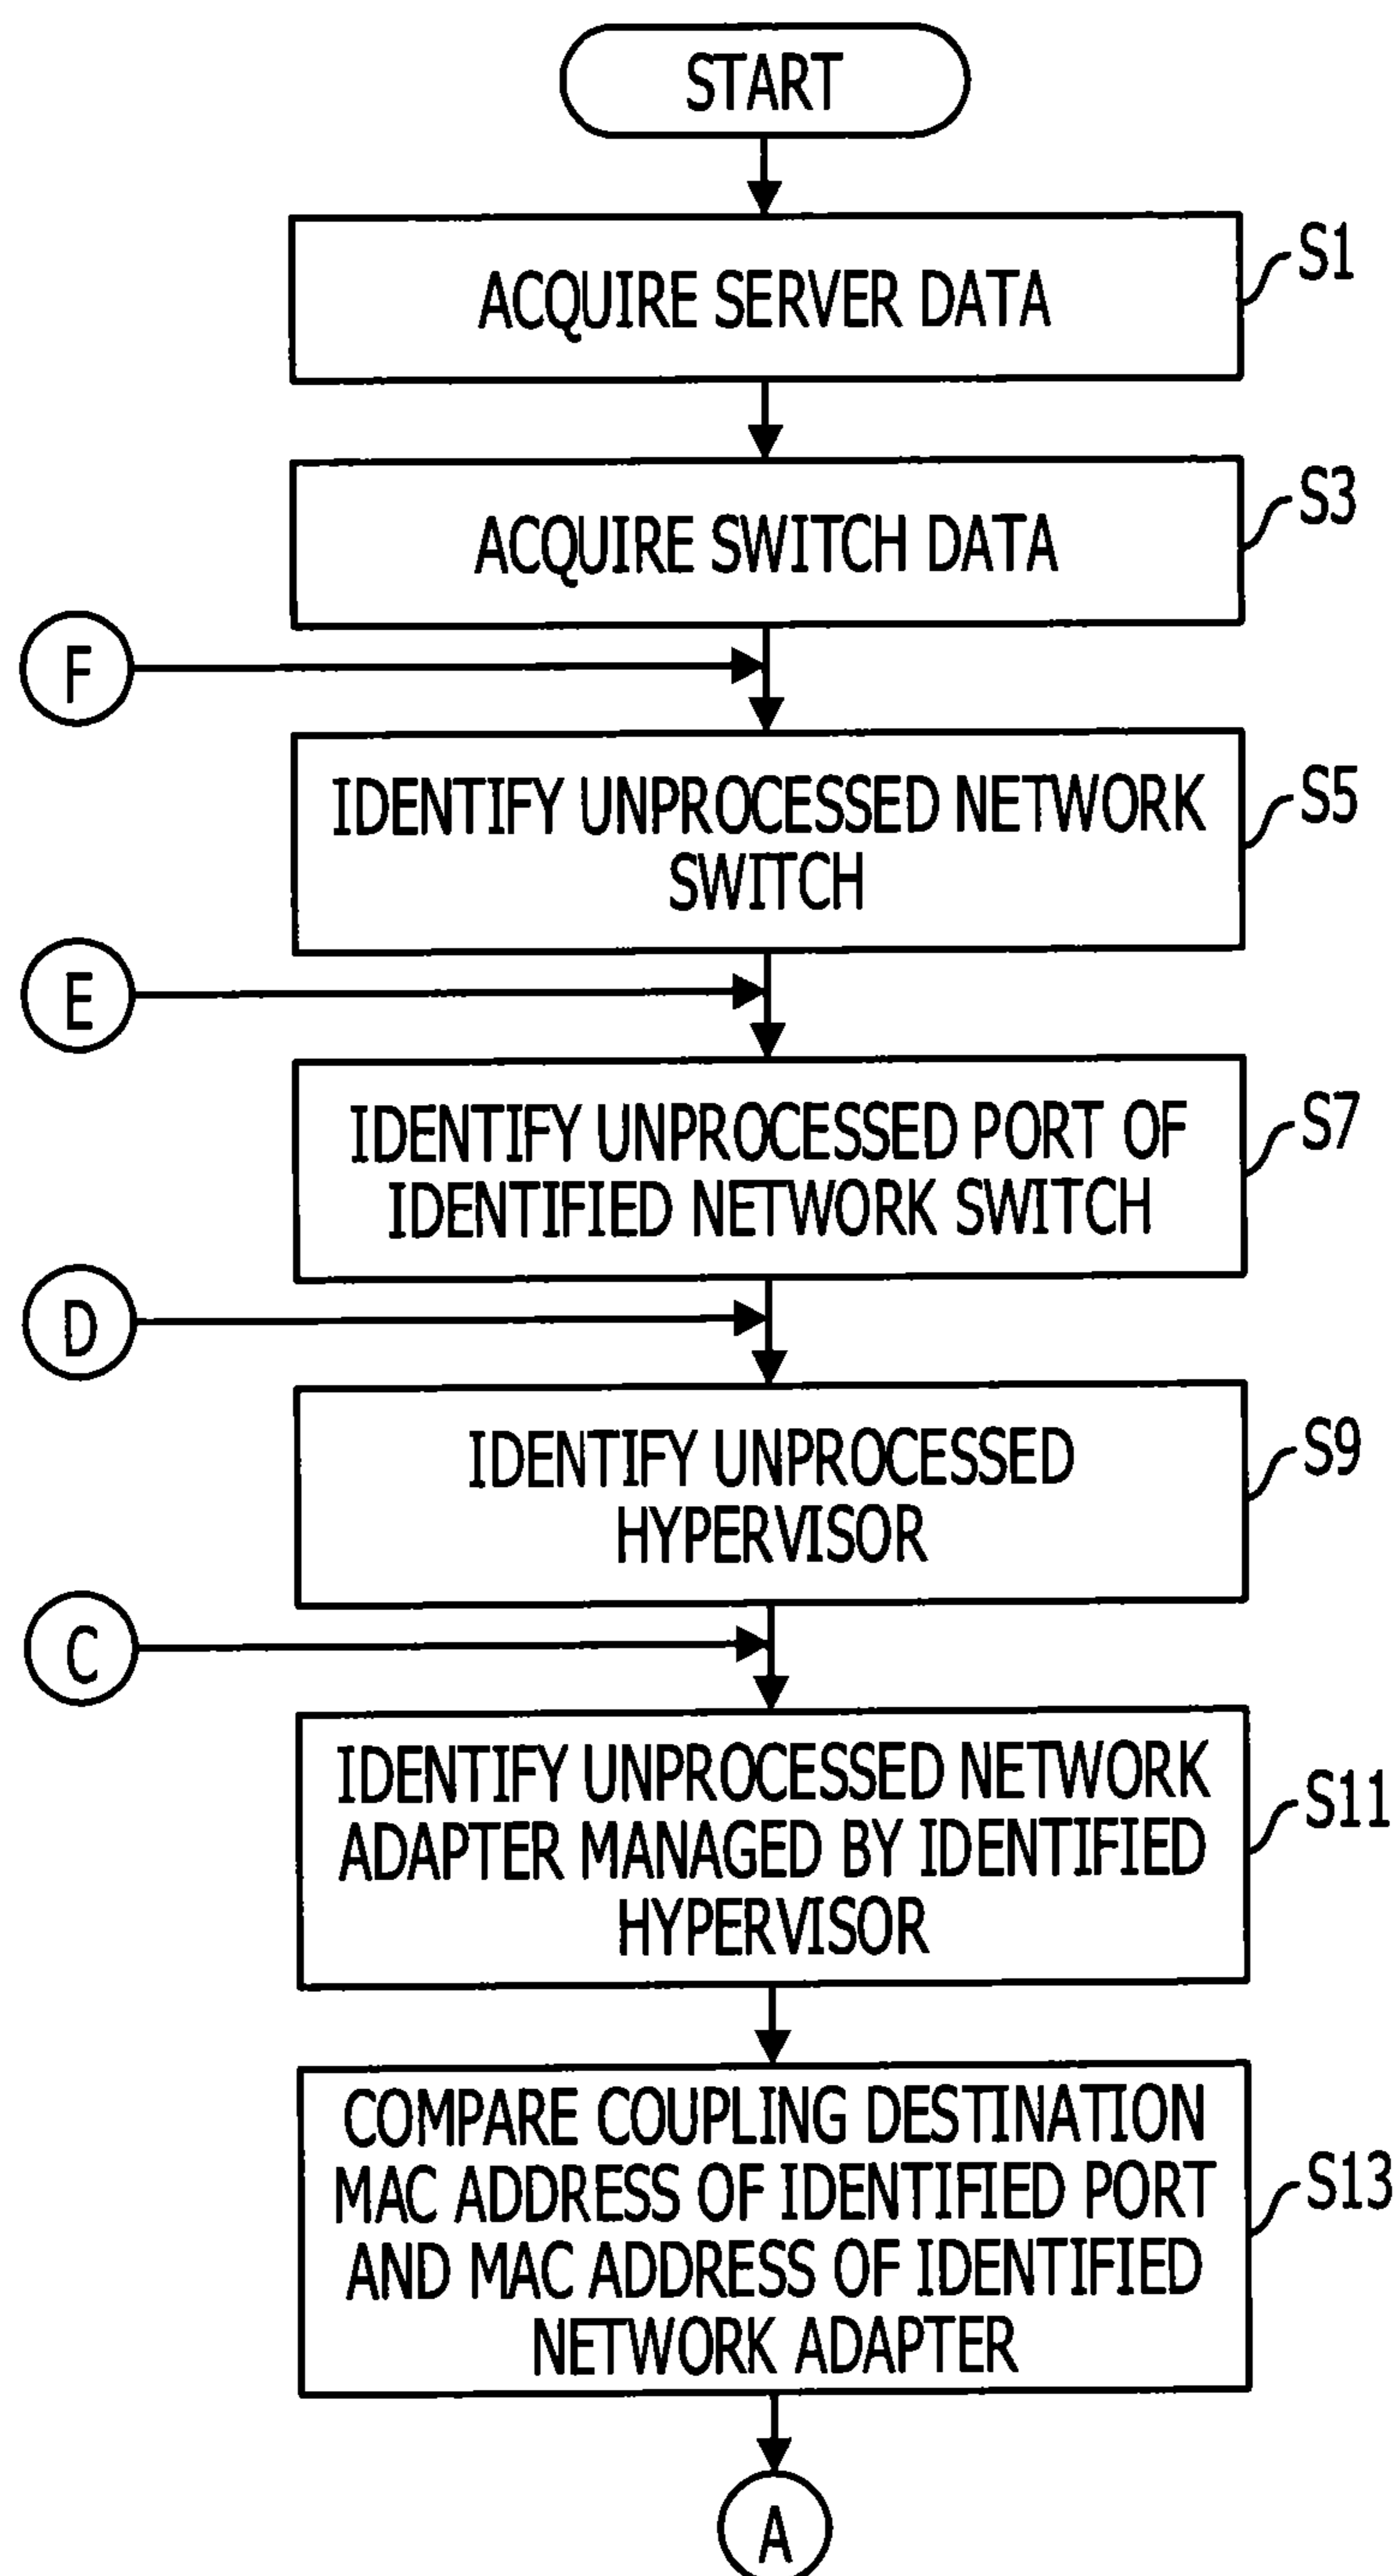 START
ACQUIRE SERVER DATA
S1
ACQUIRE SWITCH DATA
S3
F
IDENTIFY UNPROCESSED NETWORK
SWITCH
S5
E
IDENTIFY UNPROCESSED PORT OF
IDENTIFIED NETWORK SWITCH
S7
D
IDENTIFY UNPROCESSED
HYPERVISOR
S9
C
IDENTIFY UNPROCESSED NETWORK
ADAPTER MANAGED BY IDENTIFIED
HYPERVISOR
S11
COMPARE COUPLING DESTINATION
MAC ADDRESS OF IDENTIFIED PORT
AND MAC ADDRESS OF IDENTIFIED
NETWORK ADAPTER
S13
A